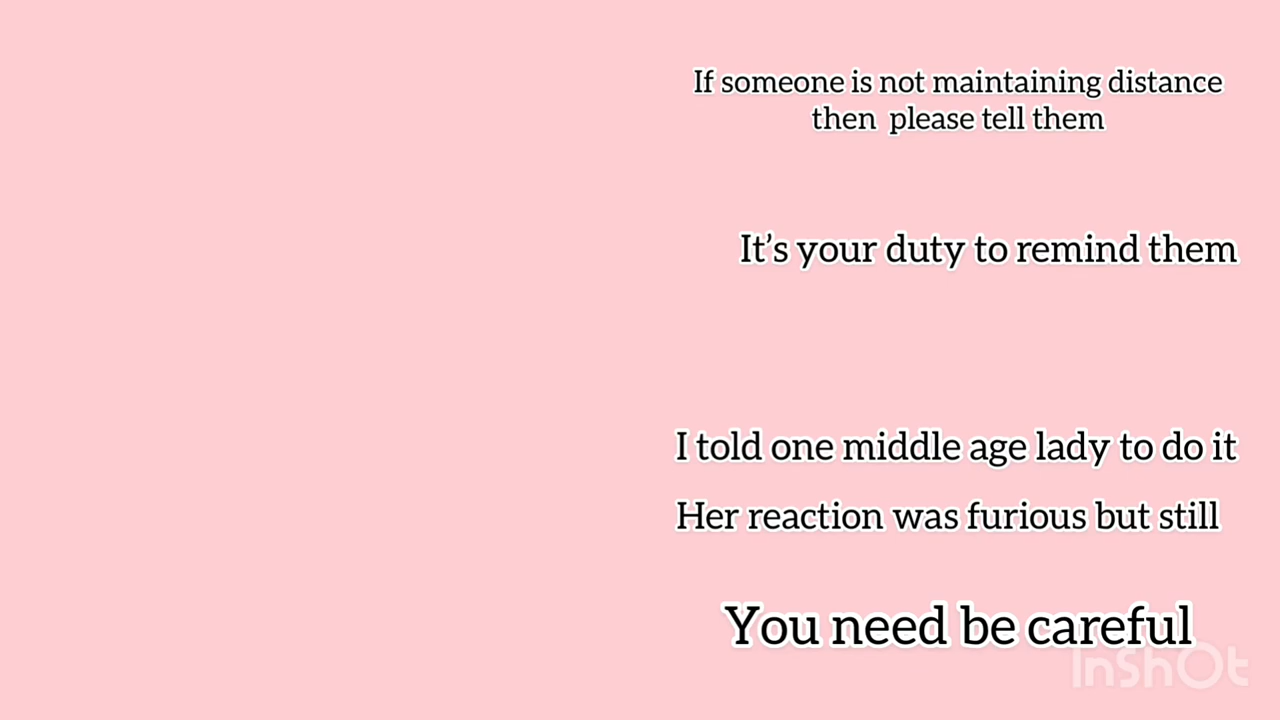 If someone is not maintaining distance
then please tell them
It's your duty to remind them
I told one middle age lady to do it
Her reaction was furious but still
You need be careful
InShOt